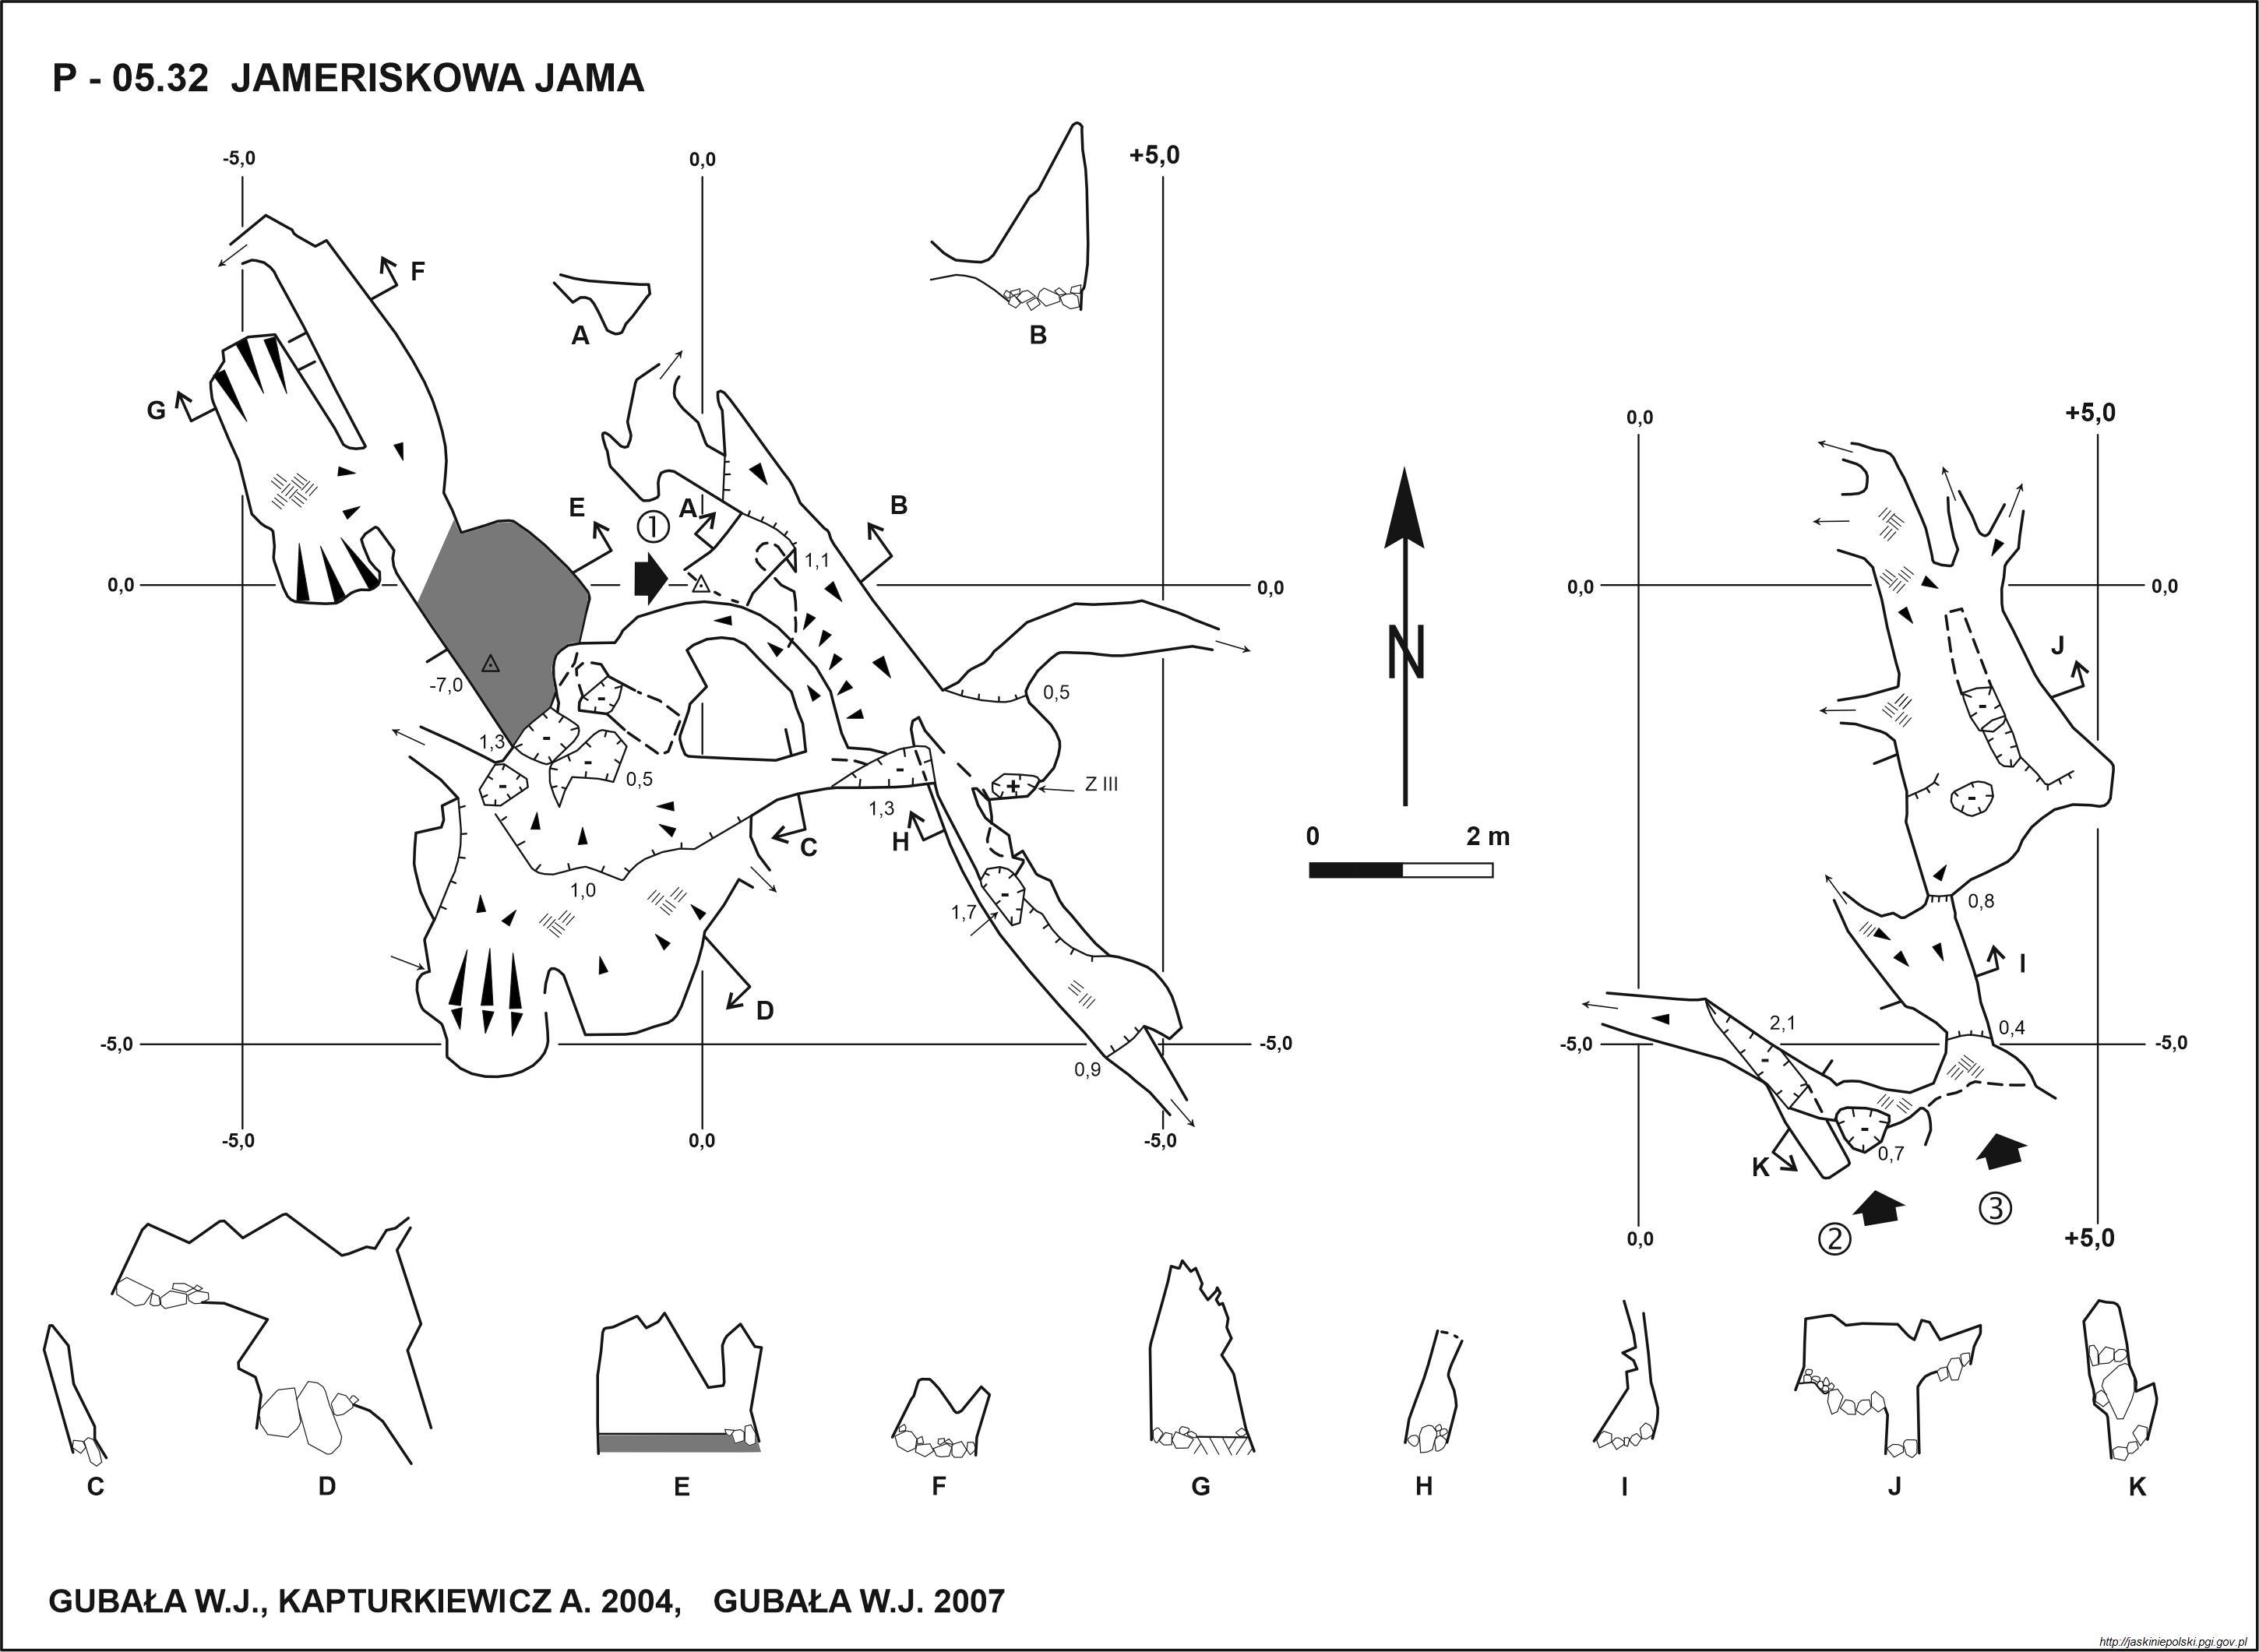 P - 05.32 JAMERISKOWA JAMA
-5,0
0,0
+5,0
F
A
B
G
0,0
+5,0
E
1
A
B
1,1
0,0
0,0
0,0
0,0
N
J
-7,0
0,5
1,3
-
-
-
0,5
-
-
+
Z III
1,3
-
-
0 2 m
C
H
1,0
1,7
-
0,8
I
D
2,1
0,4
-5,0
-5,0
-5,0
-5,0
-
0,9
-
0,7
K
-5,0
0,0
-5,0
3
2
0,0
+5,0
C
D
E
F
G
H
I
J
K
GUBAŁA W.J., KAPTURKIEWICZ A. 2004, GUBAŁA W.J. 2007
http://jaskiniepolski.pgi.gov.pl